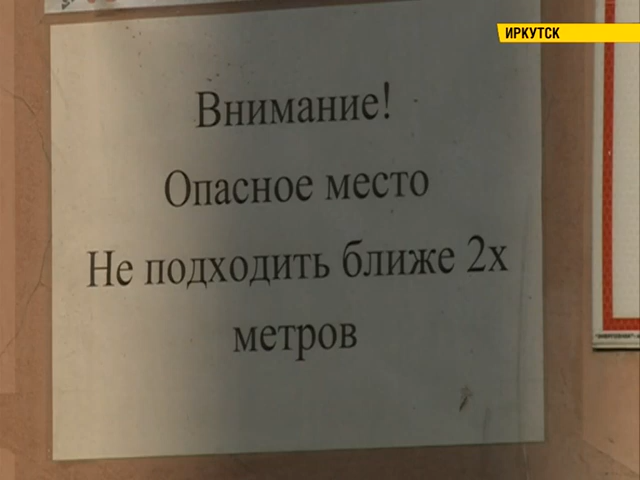 ИРКУТСК
Внимание!
Опасное место
Не подходить ближе 2х
метров